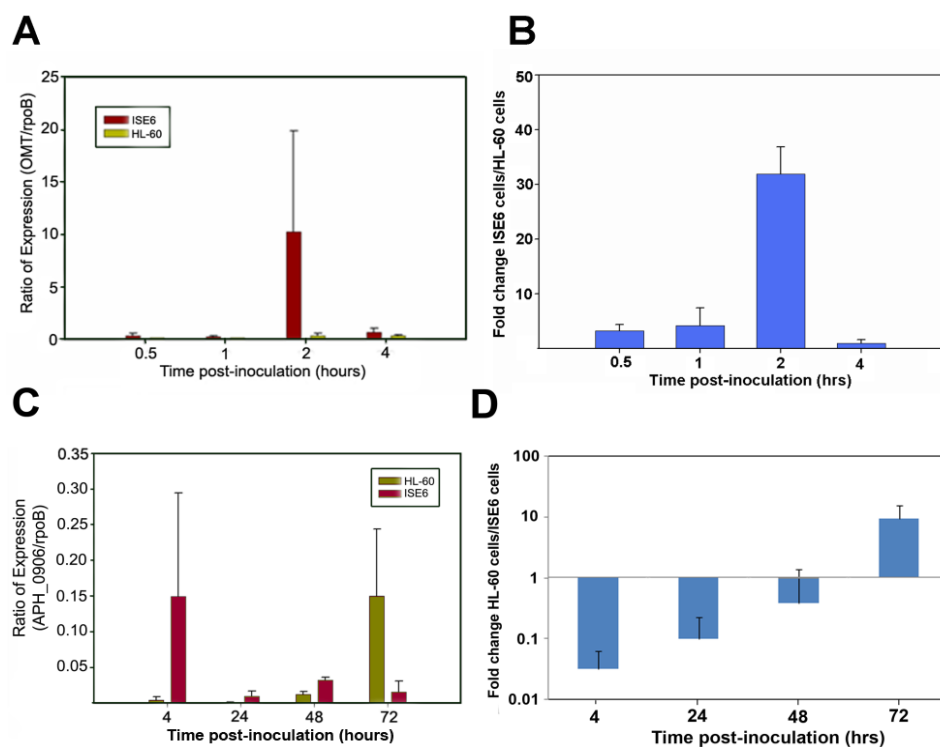 A
Ratio of Expression (OMT/rpoB)
25
20
15
10
5
0
ISE6
HL-60
0.5 1 2 4
Time post-inoculation (hours)
B
Fold change ISE6 cells/HL-60 cells
50
40
30
20
10
0.5 1 2 4
Time post-inoculation (hrs)
C
Ratio of Expression
(APH_0906/rpoB)
0.35
0.30
0.25
0.20
0.15
0.10
0.05
HL-60
ISE6
4 24 48 72
Time post-inoculation (hours)
D
Fold change HL-60 cells/ISE6 cells
100
10
1
0.1
0.01
4 24 48 72
Time post-inoculation (hrs)